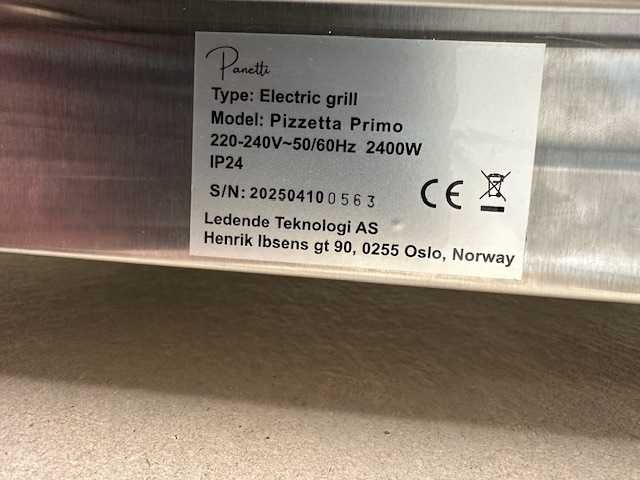 Panetti
Type: Electric grill
Model: Pizzetta Primo
220-240V~50/60Hz 2400W
IP24
S/N: 202504100563
CE
Ledende Teknologi AS
Henrik Ibsens gt 90, 0255 Oslo, Norway